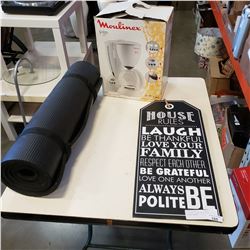 Moulinex
HOUSE
RULES
LAUGH
BE THANKFUL
LOVE YOUR
FAMILY
RESPECT EACH OTHER
BE GRATEFUL
LOVE ONE ANOTHER
ALWAYS
POLITE BE